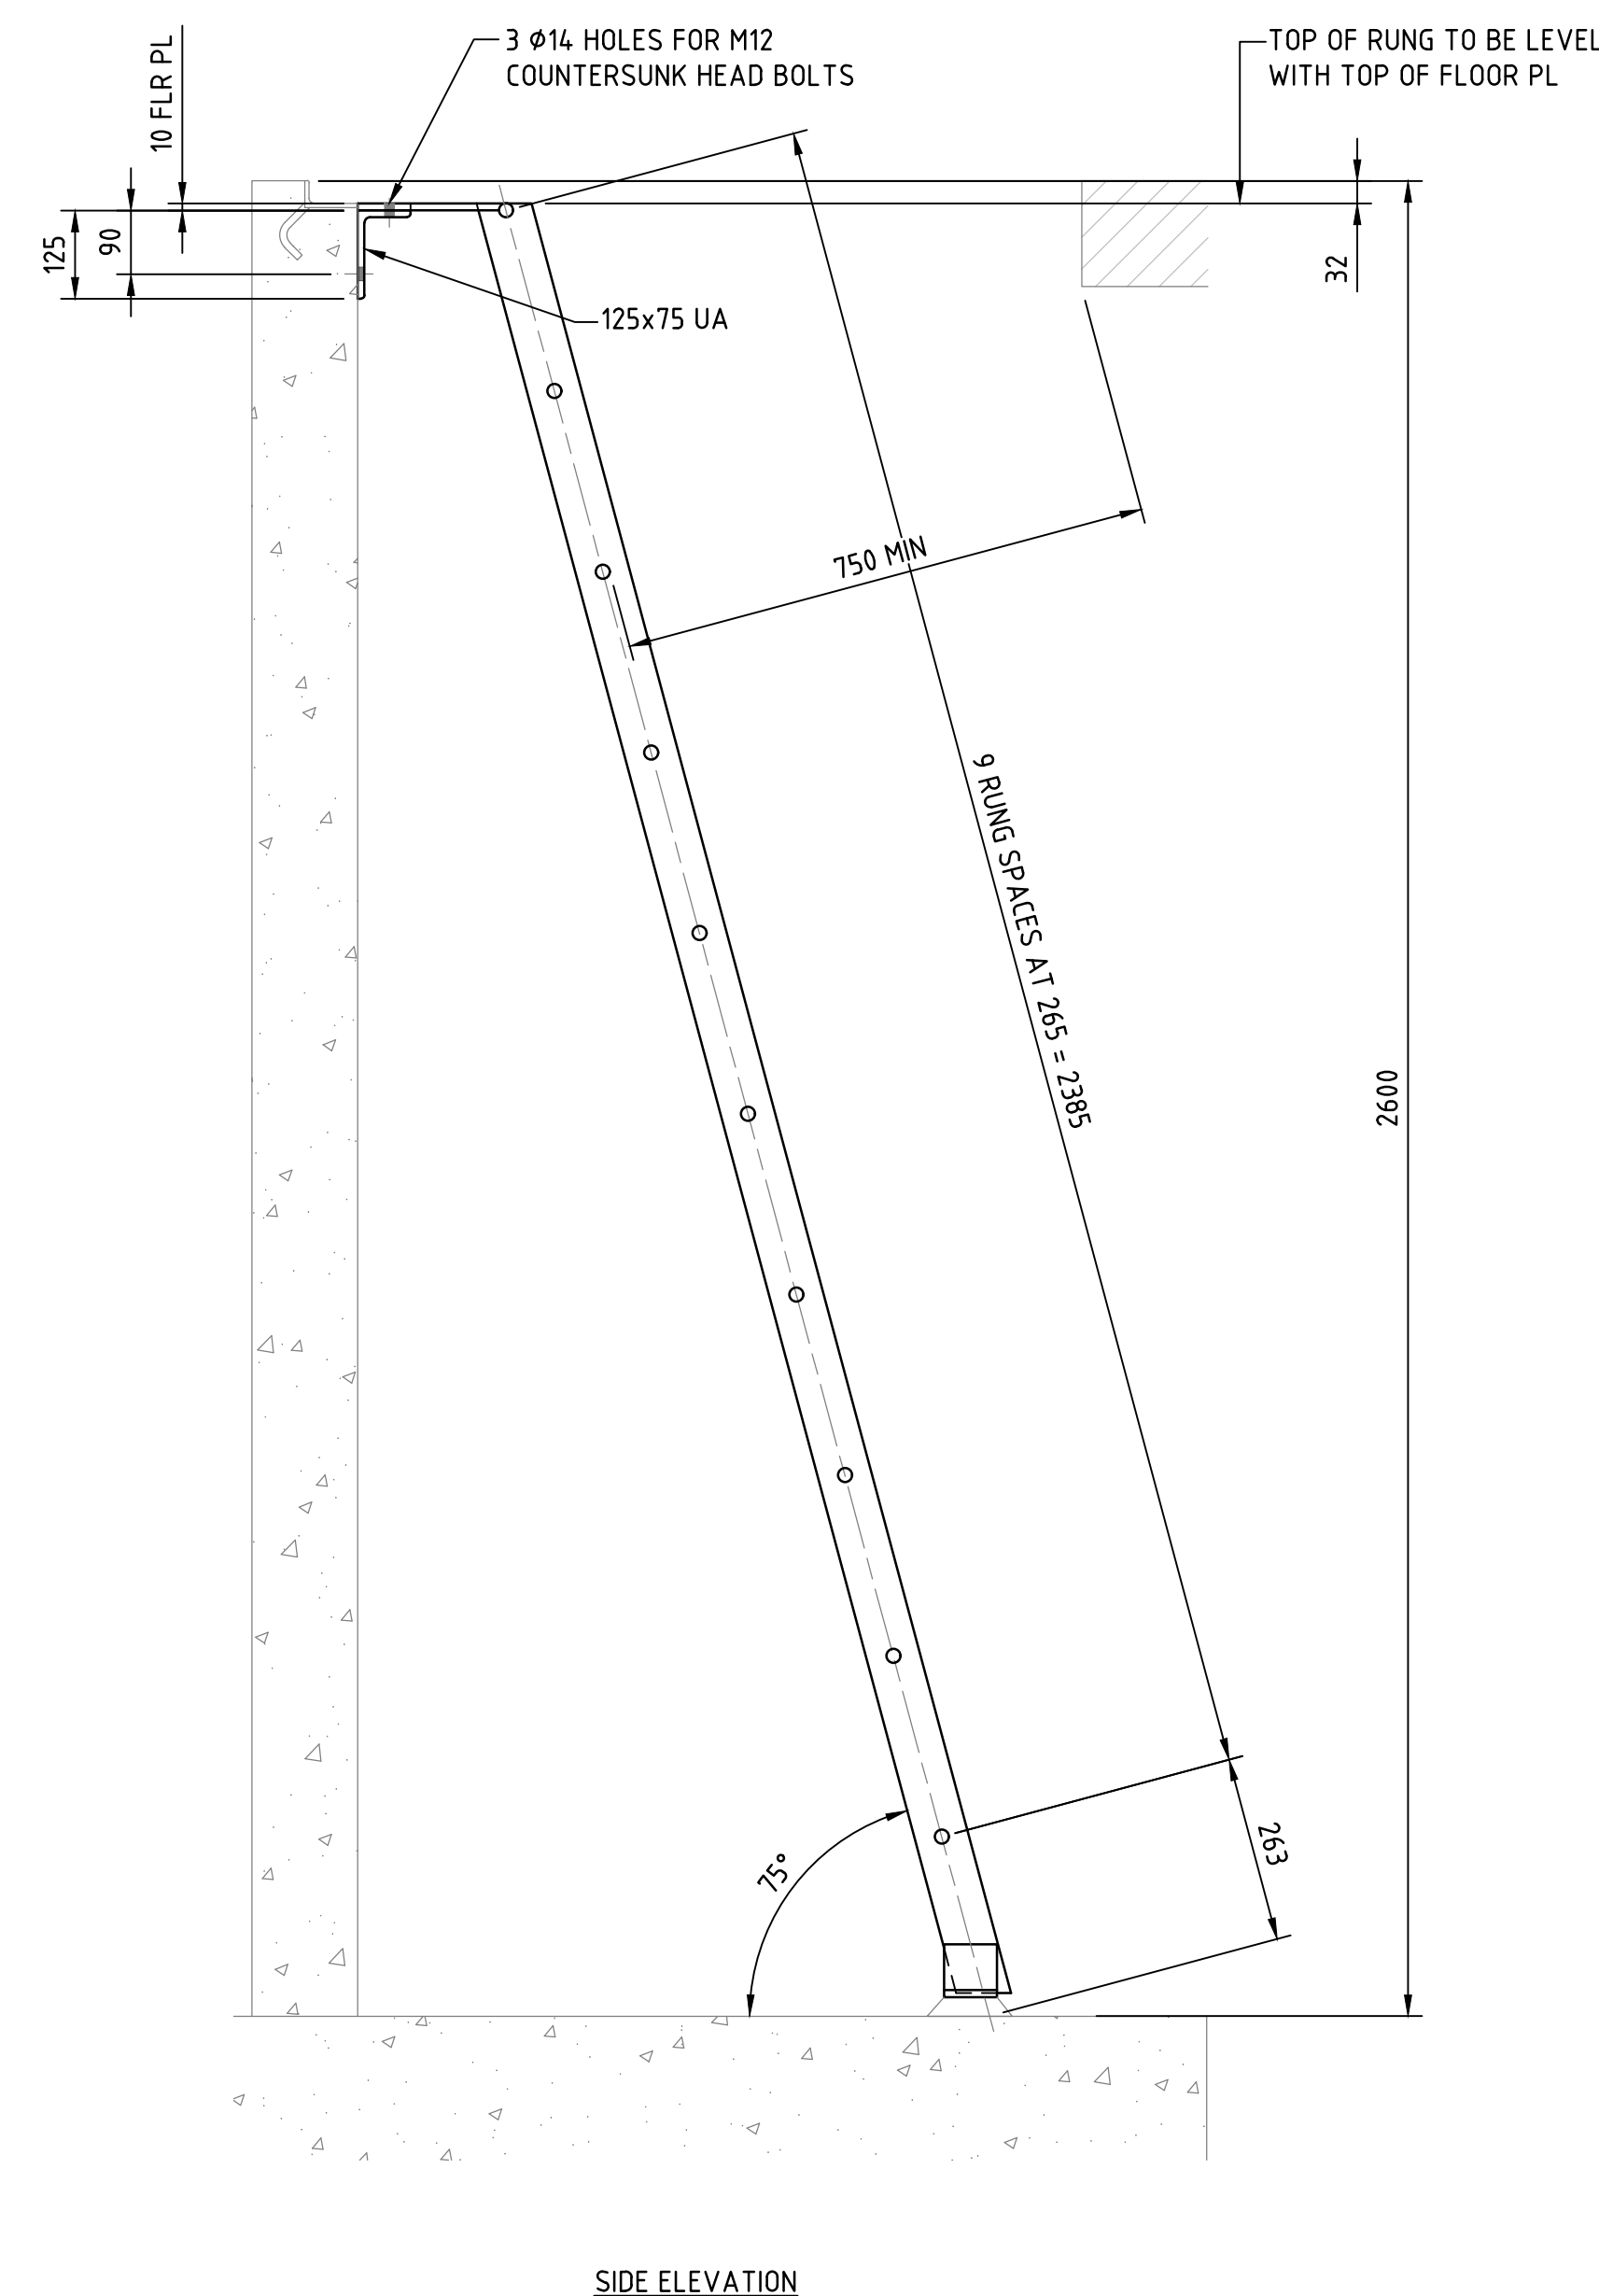 10 FLR PL
3 Ø14 HOLES FOR M12
COUNTERSUNK HEAD BOLTS
TOP OF RUNG TO BE LEVEL
WITH TOP OF FLOOR PL
125
90
32
125x75 UA
750 MIN
9 RUNG SPACES AT 265 = 2385
2600
263
75°
SIDE ELEVATION